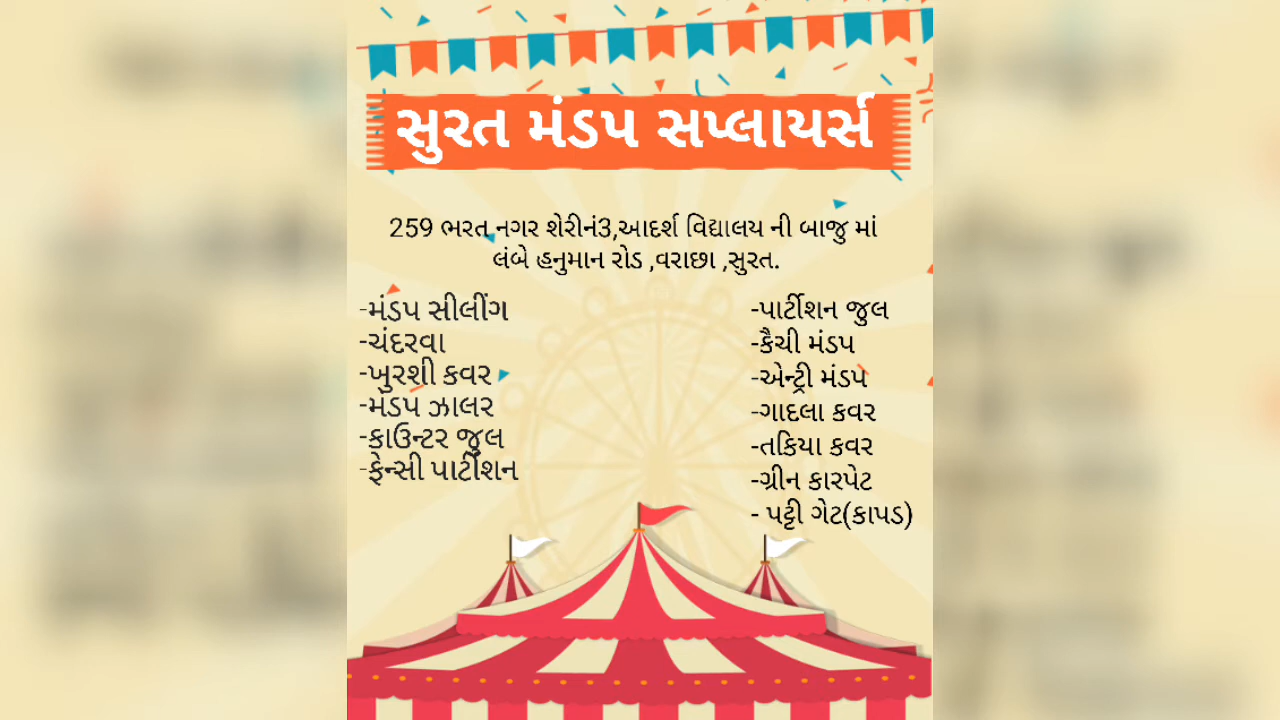 સુરત મંડપ સપ્લાયર્સ
259 ભરત નગર શેરીનં3,આદર્શ વિદ્યાલય ની બાજુ માં
લંબે હનુમાન રોડ ,વરાછા ,સુરત.
-મંડપ સીલીંગ
-ચંદરવા
-ખુરશી કવર
-મંડપ ઝાલર
-કાઉન્ટર જુલ
-ફેન્સી પાર્ટીશન
-પાર્ટીશન જુલ
-કૈચી મંડપ
-એન્ટ્રી મંડપ
-ગાદલા કવર
-તકિયા કવર
-ગ્રીન કારપેટ
- પટ્ટી ગેટ(કાપડ)